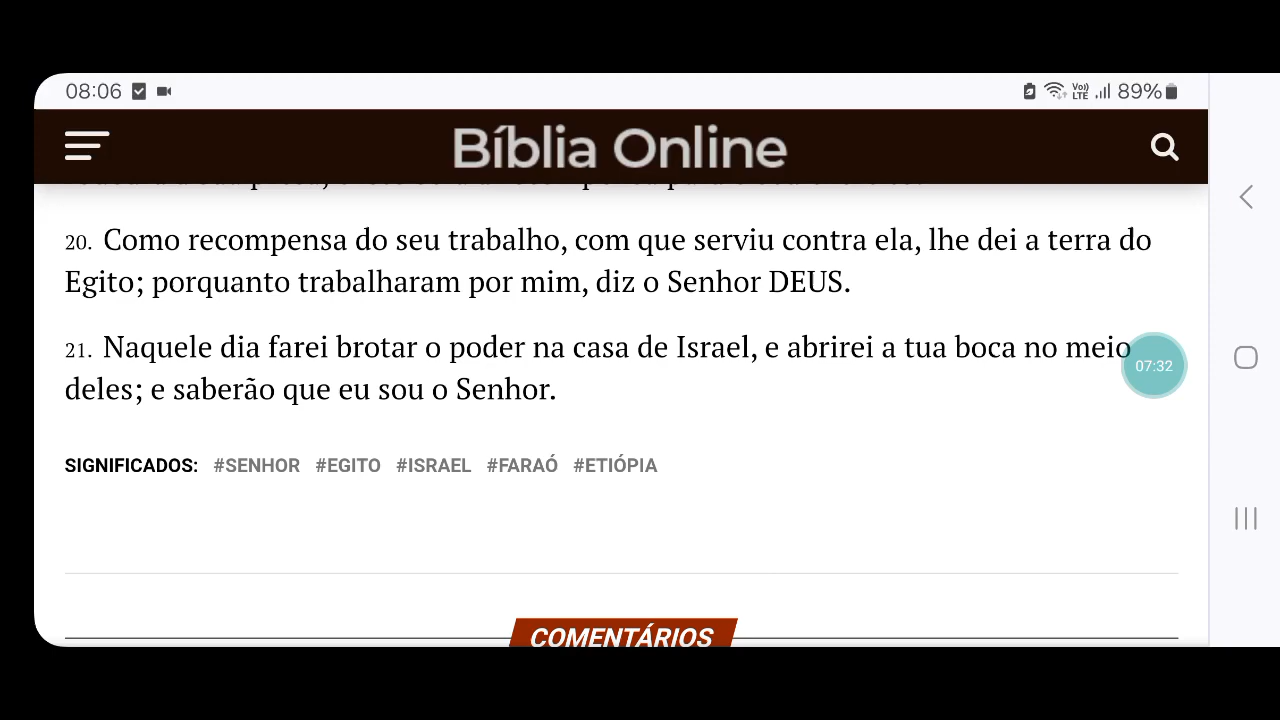 08:06 89%
Bíblia Online
20. Como recompensa do seu trabalho, com que serviu contra ela, lhe dei a terra do
Egito; porquanto trabalharam por mim, diz o Senhor DEUS.
21. Naquele dia farei brotar o poder na casa de Israel, e abrirei a tua boca no meio
07:32
deles; e saberão que eu sou o Senhor.
SIGNIFICADOS: #SENHOR #EGITO #ISRAEL #FARAÓ #ETIÓPIA
COMENTÁRIOS